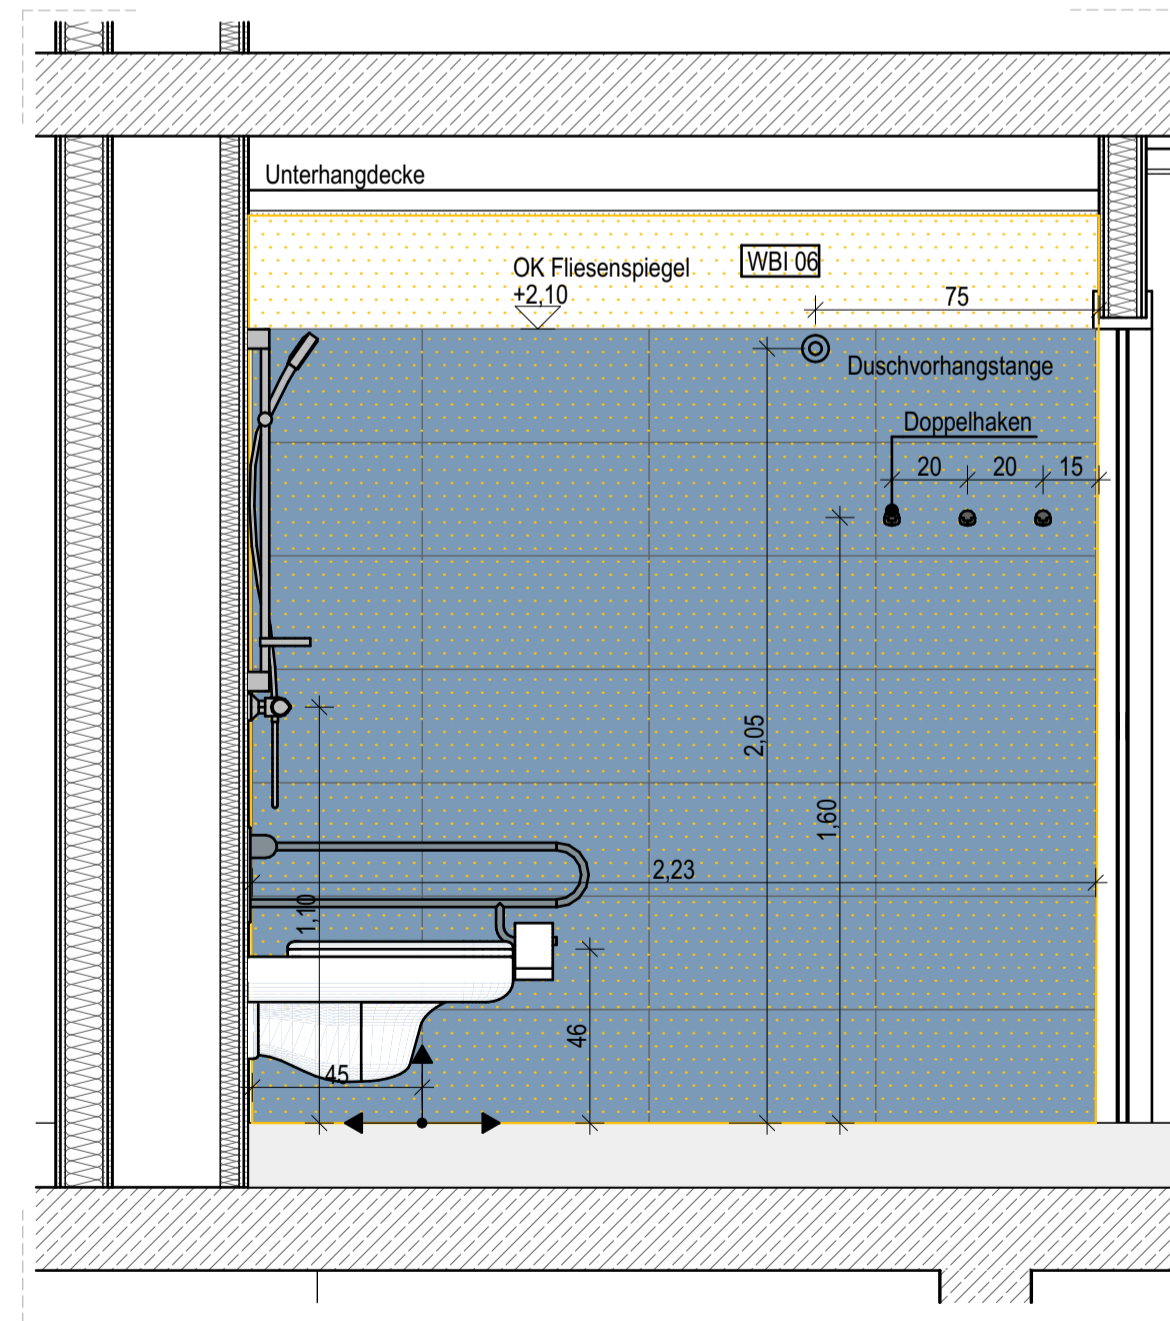 Unterhangdecke
OK Fliesenspiegel
+2,10
WBI 06
75
Duschvorhangstange
Doppelhaken
20 20 15
2,05
1,60
2,23
1,10
46
45